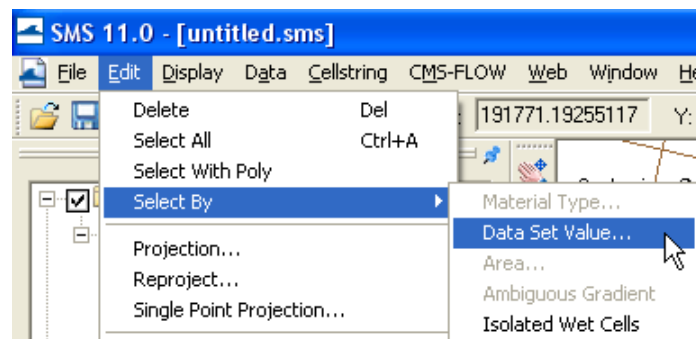 SMS 11.0 - [untitled.sms]
File Edit Display Data Cellstring CMS-FLOW Web Window
191771.19255117 Y:
Delete Del
Select All Ctrl+A
Select With Poly
Select By
Material Type...
Data Set Value...
Area...
Ambiguous Gradient
Isolated Wet Cells
Projection...
Reproject...
Single Point Projection...